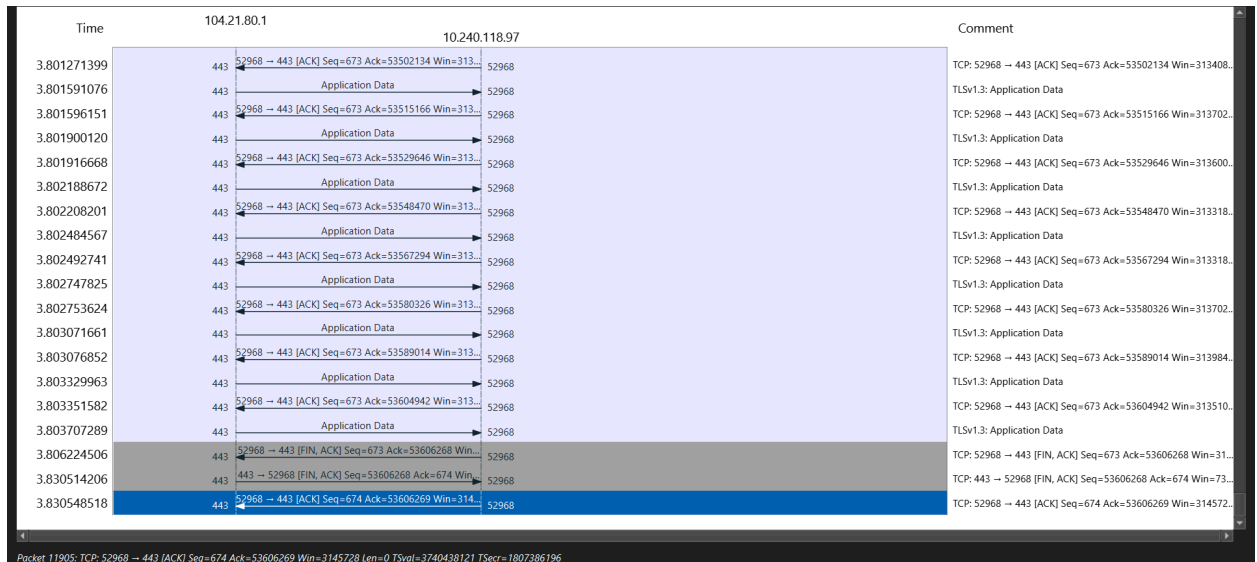 Time 104.21.80.1 10.240.118.97 Comment
3.801271399 443 52968 → 443 [ACK] Seq=673 Ack=53502134 Win=313... 52968 TCP: 52968 → 443 [ACK] Seq=673 Ack=53502134 Win=313408..
3.801591076 443 Application Data 52968 TLSv1.3: Application Data
3.801596151 443 52968 → 443 [ACK] Seq=673 Ack=53515166 Win=313... 52968 TCP: 52968 → 443 [ACK] Seq=673 Ack=53515166 Win=313702..
3.801900120 443 Application Data 52968 TLSv1.3: Application Data
3.801916668 443 52968 → 443 [ACK] Seq=673 Ack=53529646 Win=313... 52968 TCP: 52968 → 443 [ACK] Seq=673 Ack=53529646 Win=313600..
3.802188672 443 Application Data 52968 TLSv1.3: Application Data
3.802208201 443 52968 → 443 [ACK] Seq=673 Ack=53548470 Win=313... 52968 TCP: 52968 → 443 [ACK] Seq=673 Ack=53548470 Win=313318..
3.802484567 443 Application Data 52968 TLSv1.3: Application Data
3.802492741 443 52968 → 443 [ACK] Seq=673 Ack=53567294 Win=313... 52968 TCP: 52968 → 443 [ACK] Seq=673 Ack=53567294 Win=313318..
3.802747825 443 Application Data 52968 TLSv1.3: Application Data
3.802753624 443 52968 → 443 [ACK] Seq=673 Ack=53580326 Win=313... 52968 TCP: 52968 → 443 [ACK] Seq=673 Ack=53580326 Win=313702..
3.803071661 443 Application Data 52968 TLSv1.3: Application Data
3.803076852 443 52968 → 443 [ACK] Seq=673 Ack=53589014 Win=313... 52968 TCP: 52968 → 443 [ACK] Seq=673 Ack=53589014 Win=313984..
3.803329963 443 Application Data 52968 TLSv1.3: Application Data
3.803351582 443 52968 → 443 [ACK] Seq=673 Ack=53604942 Win=313... 52968 TCP: 52968 → 443 [ACK] Seq=673 Ack=53604942 Win=313510..
3.803707289 443 Application Data 52968 TLSv1.3: Application Data
3.806224506 443 52968 → 443 [FIN, ACK] Seq=673 Ack=53606268 Win... 52968 TCP: 52968 → 443 [FIN, ACK] Seq=673 Ack=53606268 Win=31...
3.830514206 443 443 → 52968 [FIN, ACK] Seq=53606268 Ack=674 Win... 52968 TCP: 443 → 52968 [FIN, ACK] Seq=53606268 Ack=674 Win=73...
3.830548518 443 52968 → 443 [ACK] Seq=674 Ack=53606269 Win=314... 52968 TCP: 52968 → 443 [ACK] Seq=674 Ack=53606269 Win=314572..
Packet 11905: TCP: 52968 → 443 [ACK] Seq=674 Ack=53606269 Win=3145728 Len=0 TSval=3740438121 TSecr=1807386196